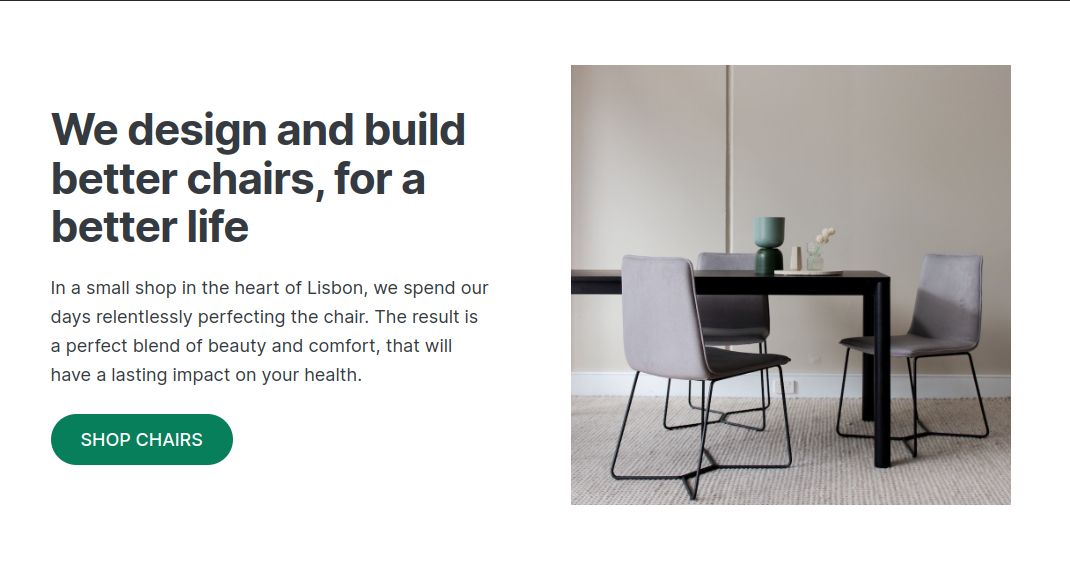 We design and build
better chairs, for a
better life
In a small shop in the heart of Lisbon, we spend our
days relentlessly perfecting the chair. The result is
a perfect blend of beauty and comfort, that will
have a lasting impact on your health.
SHOP CHAIRS